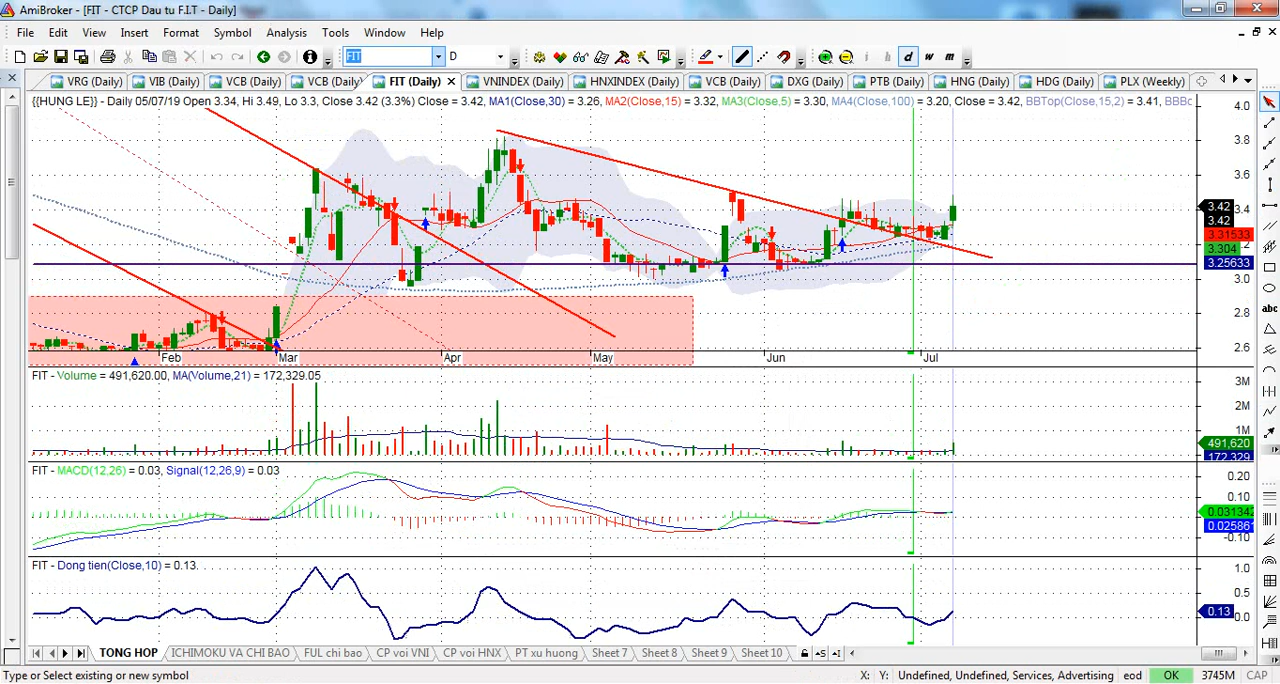 AmiBroker - [FIT - CTCP Dau tu F.I.T - Daily]
File Edit View Insert Format Symbol Analysis Tools Window Help
FIT D i h d w m
VRG (Daily) VIB (Daily) VCB (Daily) VCB (Daily) FIT (Daily) VNINDEX (Daily) HNXINDEX (Daily) VCB (Daily) DXG (Daily) PTB (Daily) HNG (Daily) HDG (Daily) PLX (Weekly)
{{HUNG LE}} - Daily 05/07/19 Open 3.34, Hi 3.49, Lo 3.3, Close 3.42 (3.3%) Close = 3.42, MA1(Close,30) = 3.26, MA2(Close,15) = 3.32, MA3(Close,5) = 3.30, MA4(Close,100) = 3.20, Close = 3.42, BBTop(Close,15,2) = 3.41, BBBo
4.0
3.8
3.6
3.4
3.42
3.42
3.31533
3.2
3.304
3.25633
3.0
2.8
2.6
Feb Mar Apr May Jun Jul
FIT - Volume = 491,620.00, MA(Volume,21) = 172,329.05
3M
2M
1M
491,620
172,329
FIT - MACD(12,26) = 0.03, Signal(12,26,9) = 0.03
0.20
0.10
0.031342
0.02586
-0.10
FIT - Dong tien(Close,10) = 0.13
1.0
0.5
0.13
0.0
TONG HOP ICHIMOKU VA CHI BAO FUL chi bao CP voi VNI CP voi HNX PT xu huong Sheet 7 Sheet 8 Sheet 9 Sheet 10
abc
Type or Select existing or new symbol X: Y: Undefined, Undefined, Services, Advertising eod OK 3745M CAP